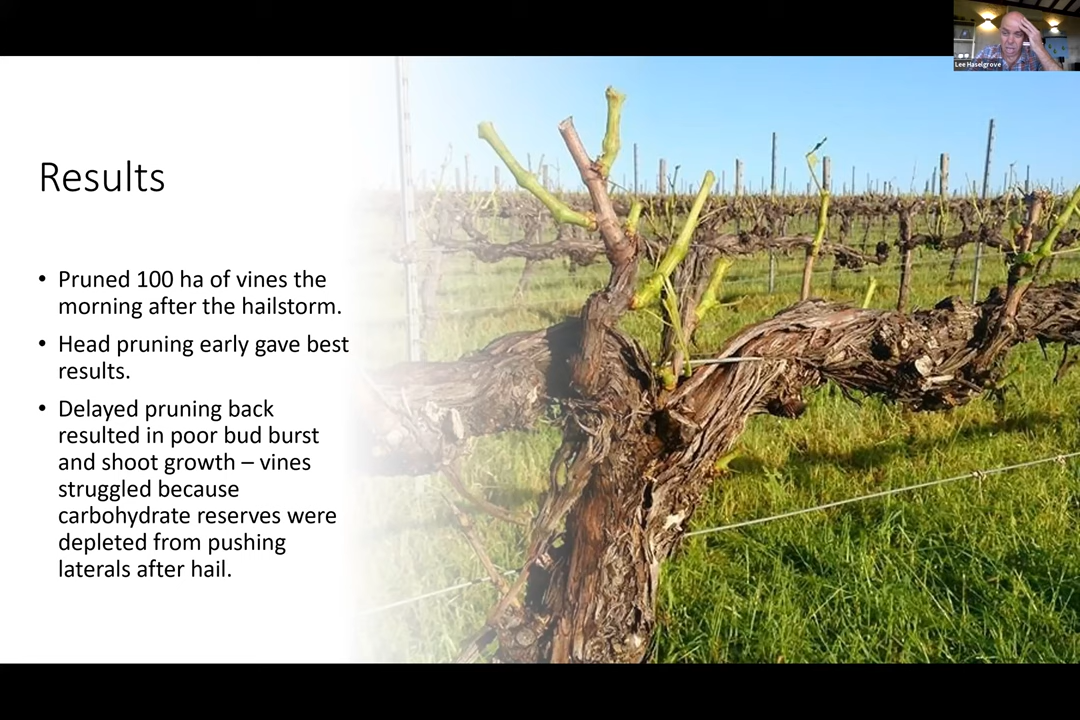 Lee Haselgrove
Results
• Pruned 100 ha of vines the
morning after the hailstorm.
• Head pruning early gave best
results.
• Delayed pruning back
resulted in poor bud burst
and shoot growth – vines
struggled because
carbohydrate reserves were
depleted from pushing
laterals after hail.